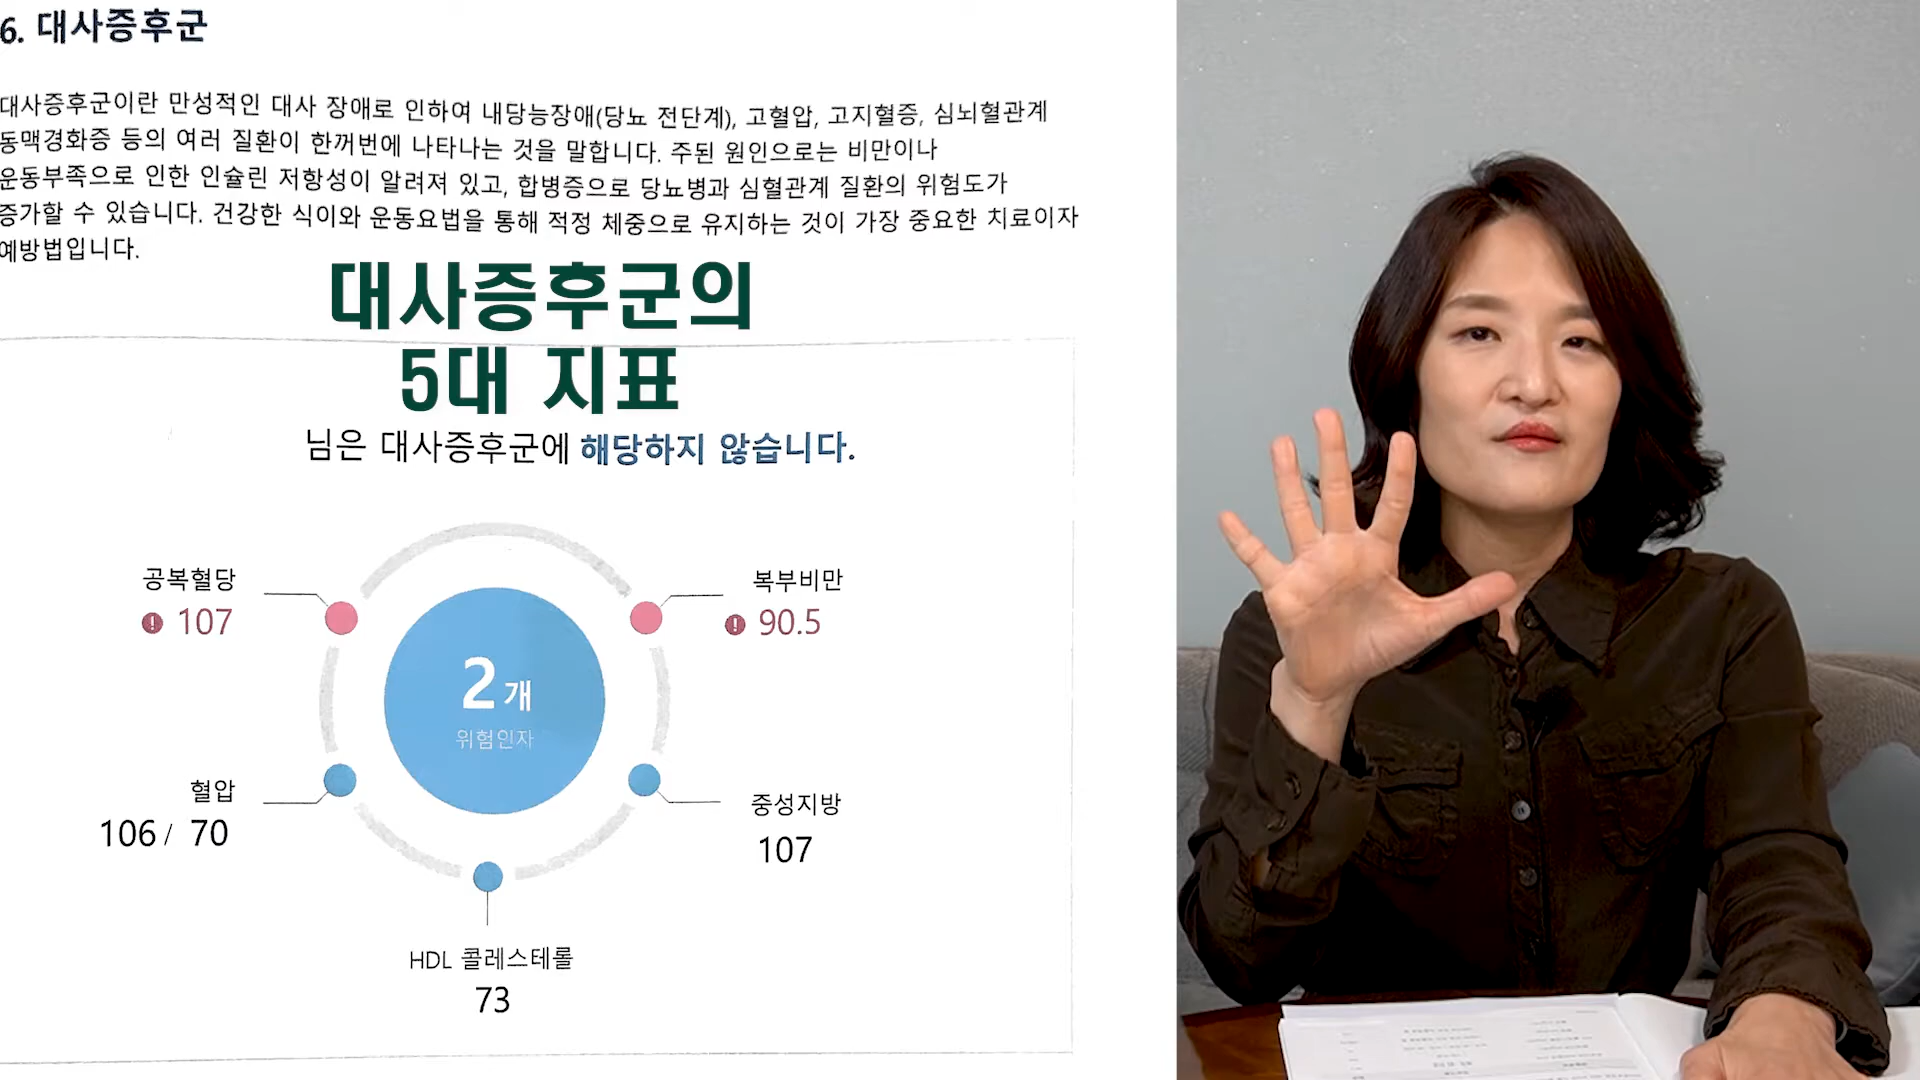 6. 대사증후군
대사증후군이란 만성적인 대사 장애로 인하여 내당능장애(당뇨 전단계), 고혈압, 고지혈증, 심뇌혈관계
동맥경화증 등의 여러 질환이 한꺼번에 나타나는 것을 말합니다. 주된 원인으로는 비만이나
운동부족으로 인한 인슐린 저항성이 알려져 있고, 합병증으로 당뇨병과 심혈관계 질환의 위험도가
증가할 수 있습니다. 건강한 식이와 운동요법을 통해 적정 체중으로 유지하는 것이 가장 중요한 치료이자
예방법입니다.
대사증후군의
5대 지표
님은 대사증후군에 해당하지 않습니다.
공복혈당
107
복부비만
90.5
2개
위험인자
혈압
106 / 70
중성지방
107
HDL 콜레스테롤
73